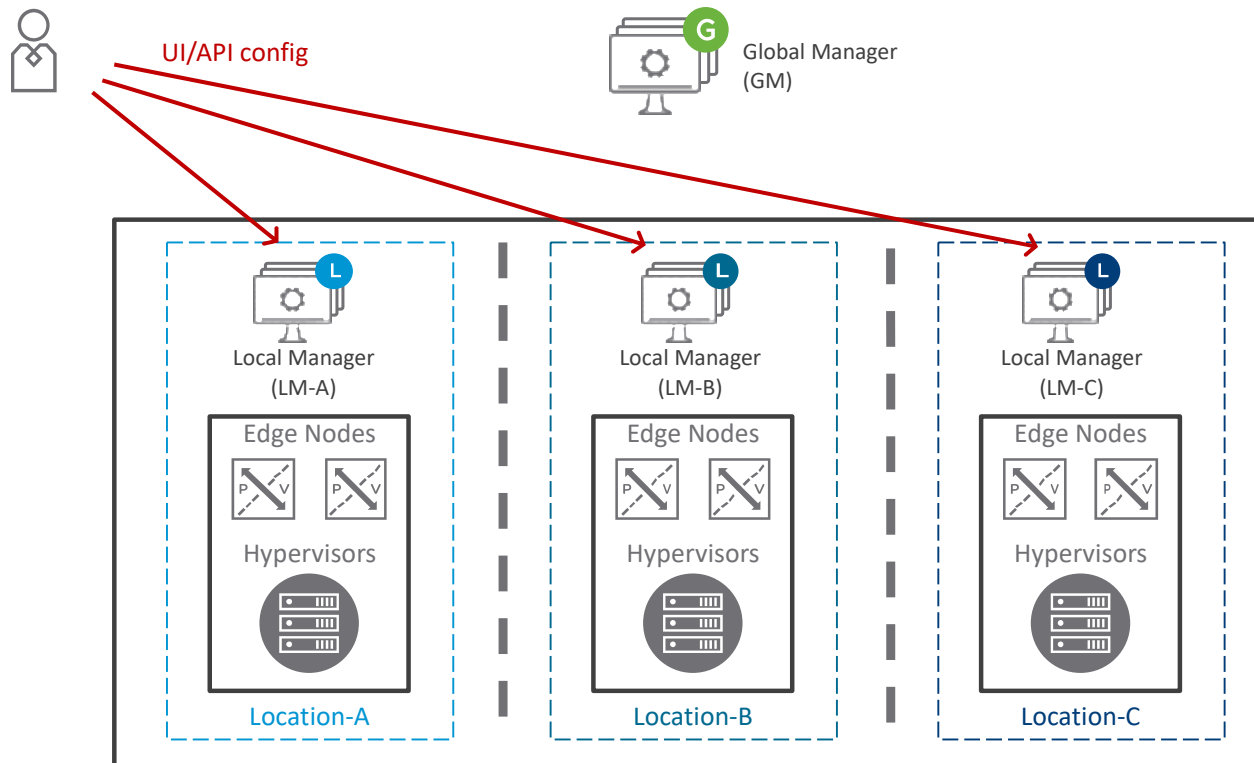 UI/API config
G
Global Manager
(GM)
L
Local Manager
(LM-A)
Edge Nodes
P V P V
Hypervisors
Location-A
L
Local Manager
(LM-B)
Edge Nodes
P V P V
Hypervisors
Location-B
L
Local Manager
(LM-C)
Edge Nodes
P V P V
Hypervisors
Location-C